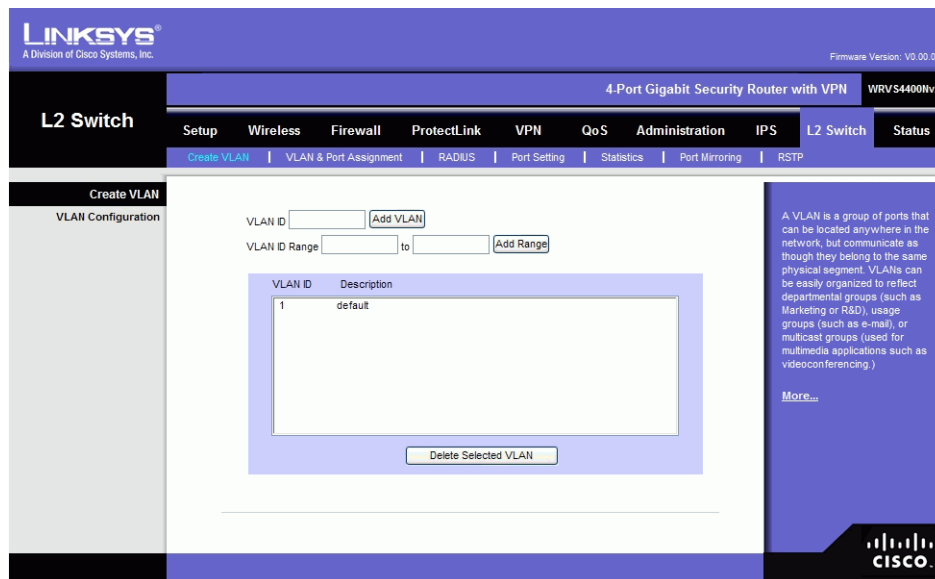 LINKSYS®
A Division of Cisco Systems, Inc.
Firmware Version: V0.00.0
4-Port Gigabit Security Router with VPN WRVS4400Nv
L2 Switch
Setup Wireless Firewall ProtectLink VPN QoS Administration IPS L2 Switch Status
Create VLAN | VLAN & Port Assignment | RADIUS | Port Setting | Statistics | Port Mirroring | RSTP
Create VLAN
VLAN Configuration
VLAN ID Add VLAN
VLAN ID Range to Add Range
VLAN ID Description
1 default
Delete Selected VLAN
A VLAN is a group of ports that
can be located anywhere in the
network, but communicate as
though they belong to the same
physical segment. VLANs can
be easily organized to reflect
departmental groups (such as
Marketing or R&D), usage
groups (such as e-mail), or
multicast groups (used for
multimedia applications such as
videoconferencing.)
More...
CISCO.